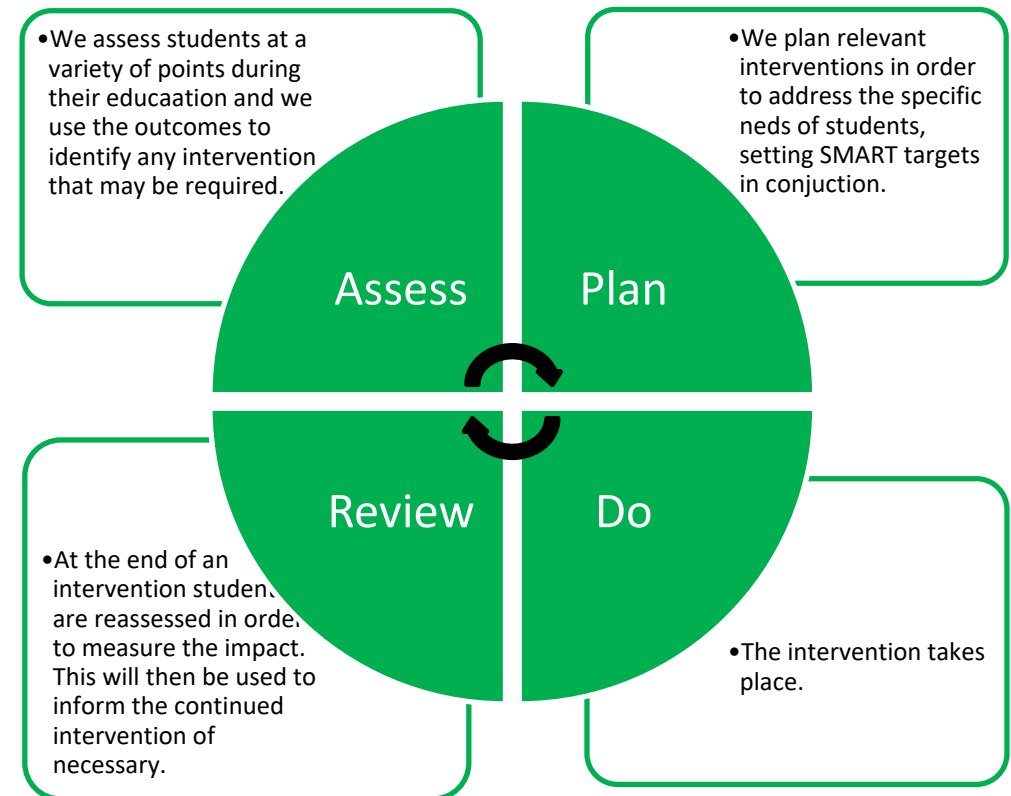 •We assess students at a
variety of points during
their educaation and we
use the outcomes to
identify any intervention
that may be required.
•We plan relevant
interventions in order
to address the specific
neds of students,
setting SMART targets
in conjuction.
Assess
Plan
Review
Do
•At the end of an
intervention studen
are reassessed in order
to measure the impact.
This will then be used to
inform the continued
intervention of
necessary.
•The intervention takes
place.